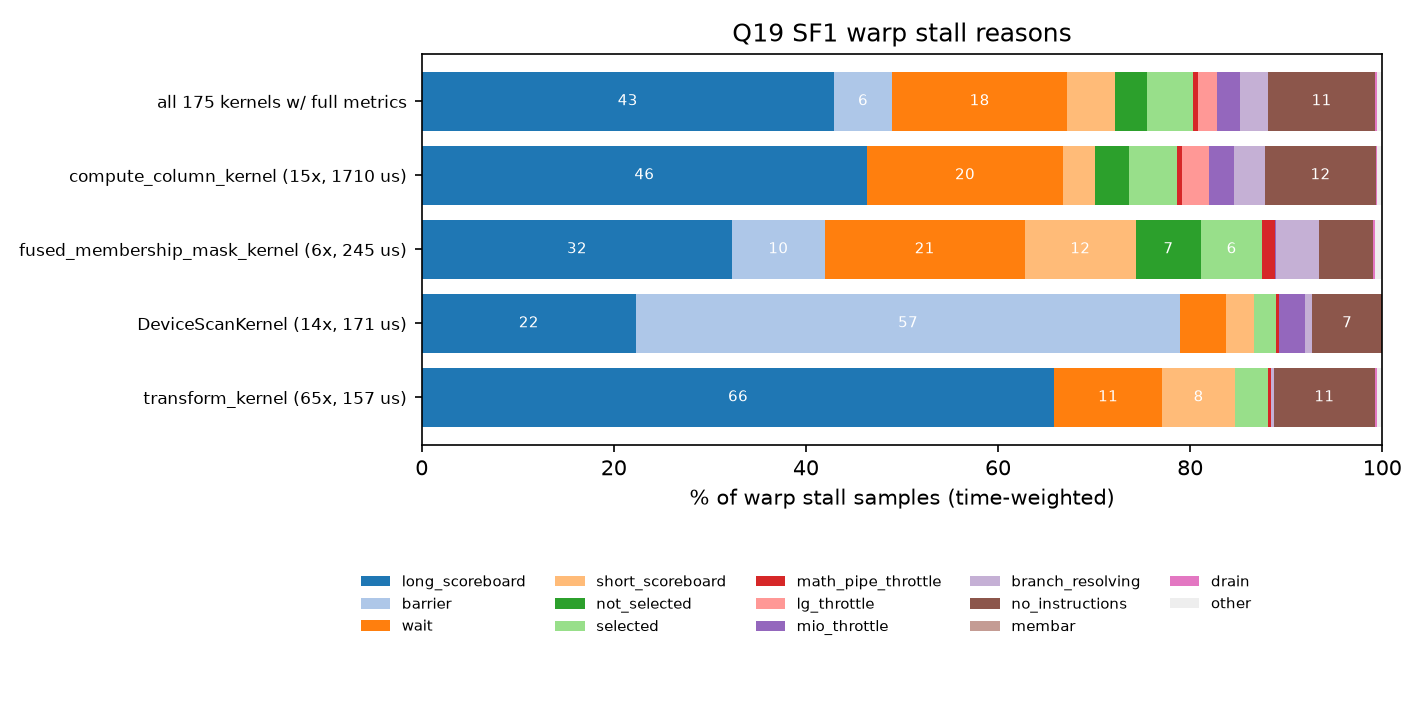 Q19 SF1 warp stall reasons
all 175 kernels w/ full metrics
43 6 18 11
compute_column_kernel (15x, 1710 us)
46 20 12
fused_membership_mask_kernel (6x, 245 us)
32 10 21 12 7 6
DeviceScanKernel (14x, 171 us)
22 57 7
transform_kernel (65x, 157 us)
66 11 8 11
0 20 40 60 80 100
% of warp stall samples (time-weighted)
long_scoreboard short_scoreboard math_pipe_throttle branch_resolving drain
barrier not_selected lg_throttle no_instructions other
wait selected mio_throttle membar